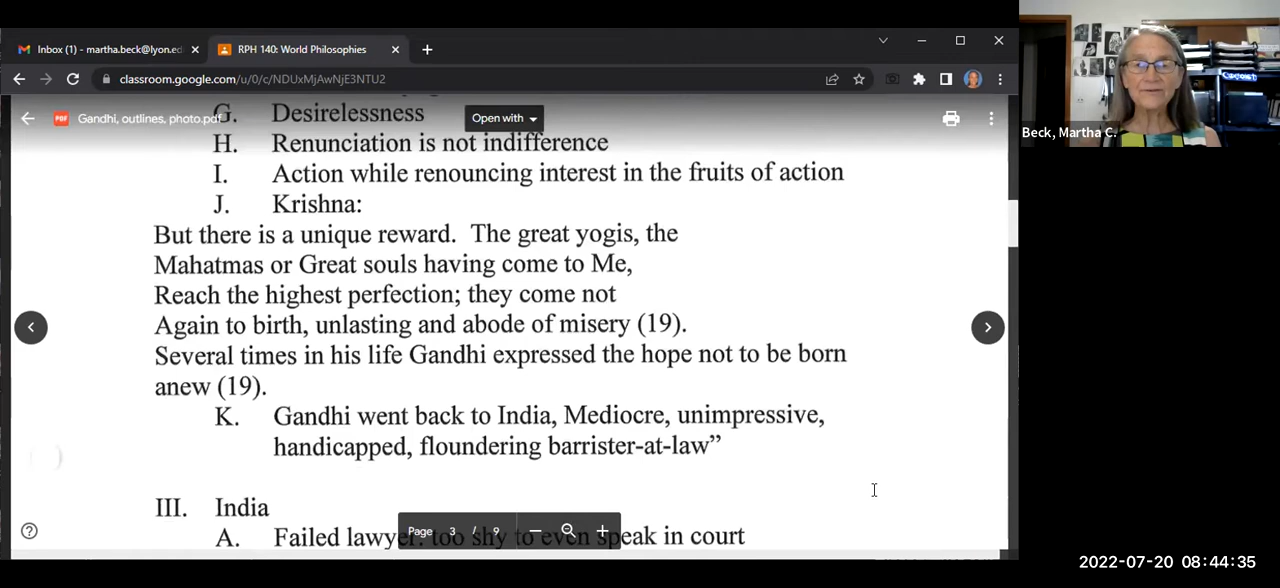 Inbox (1) - martha.beck@lyon.ed
RPH 140: World Philosophies
classroom.google.com/u/0/c/NDUxMjAwNjE3NTU2
Gandhi, outlines, photo.pdf
Open with
G. Desirelessness
H. Renunciation is not indifference
I. Action while renouncing interest in the fruits of action
J. Krishna:
But there is a unique reward. The great yogis, the
Mahatmas or Great souls having come to Me,
Reach the highest perfection; they come not
Again to birth, unlasting and abode of misery (19).
Several times in his life Gandhi expressed the hope not to be born
anew (19).
K. Gandhi went back to India, Mediocre, unimpressive,
handicapped, floundering barrister-at-law”
III. India
A. Failed lawyer: too shy to even speak in court
Page 3 / 9
Beck, Martha C.
2022-07-20 08:44:35